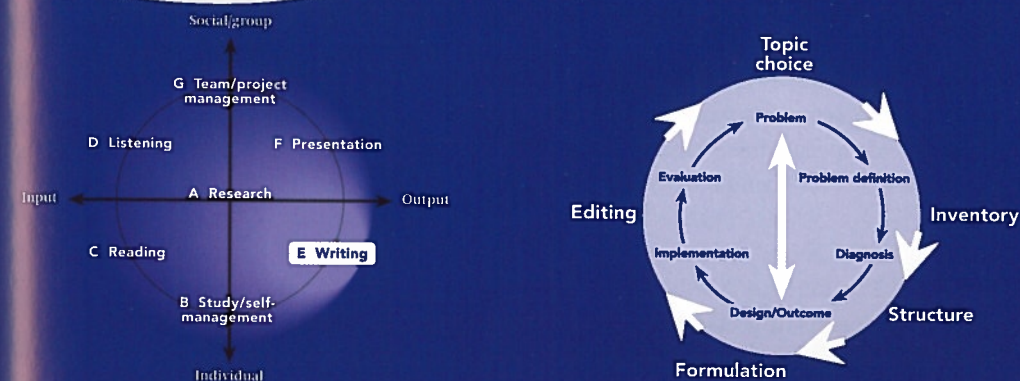 Social/group
G Team/project
management
D Listening
F Presentation
A Research
Input
Output
C Reading
E Writing
B Study/self-
management
Individual
Topic
choice
Problem
Evaluation
Problem definition
Editing
Inventory
Implementation
Diagnosis
Design/Outcome
Structure
Formulation